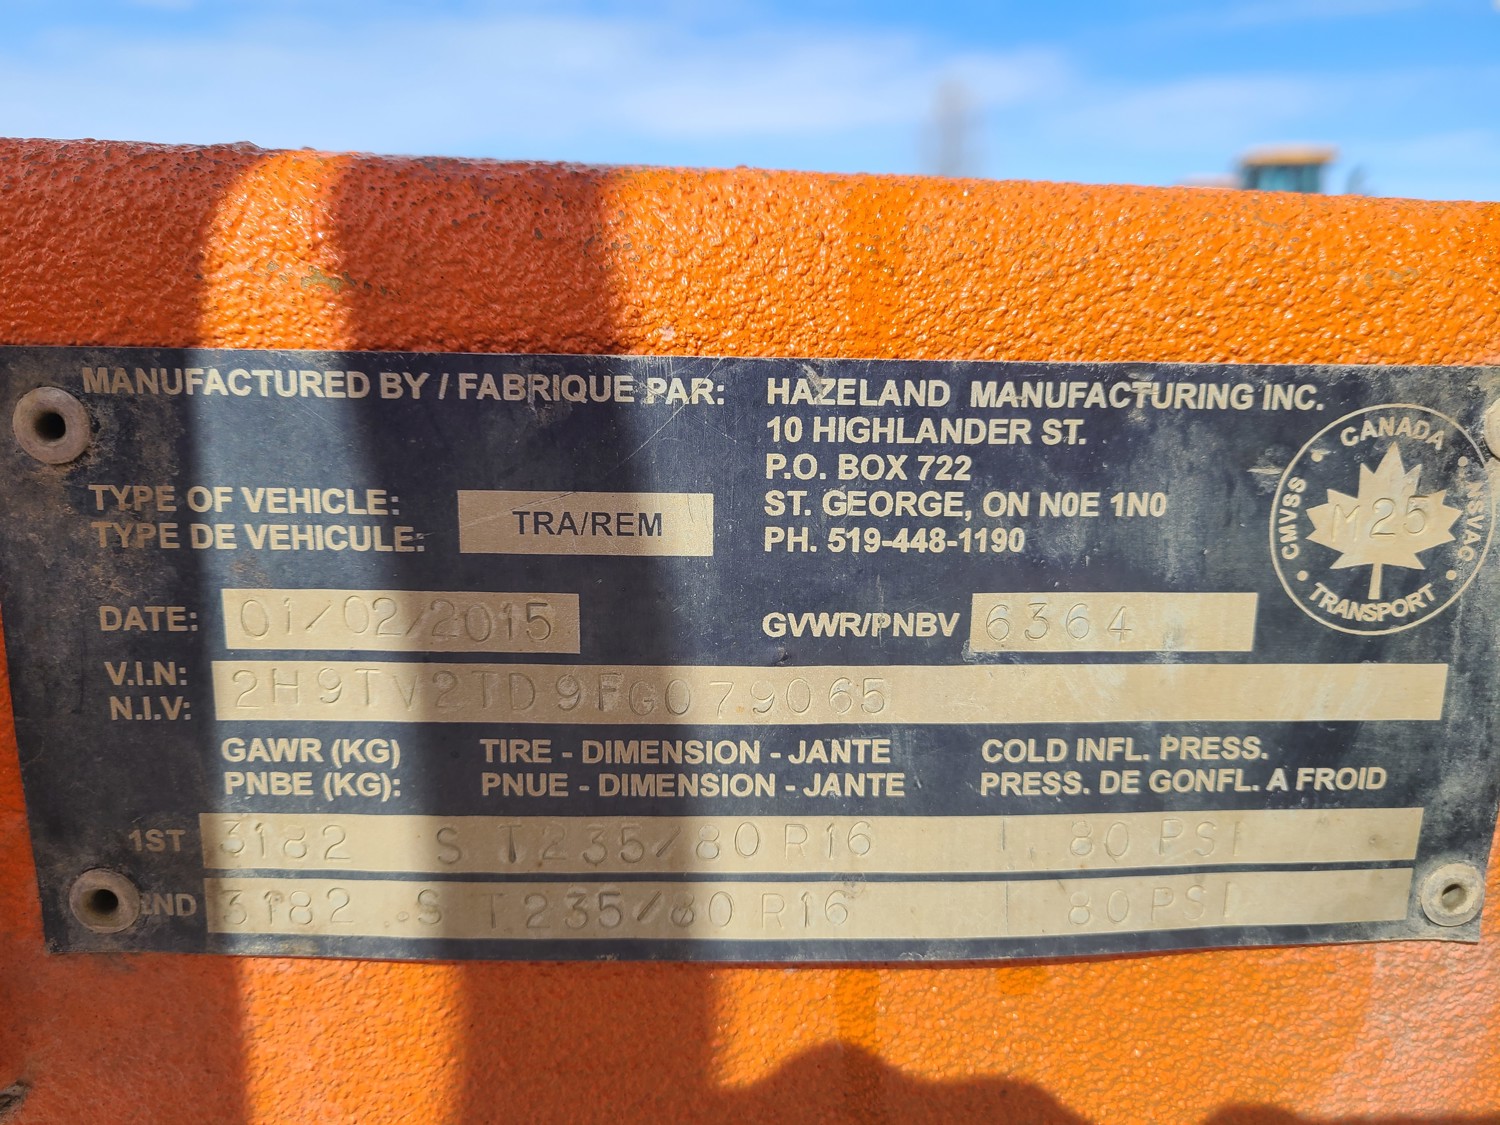 MANUFACTURED BY / FABRIQUE PAR: HAZELAND MANUFACTURING INC.
10 HIGHLANDER ST.
P.O. BOX 722
ST. GEORGE, ON N0E 1N0
PH. 519-448-1190
TYPE OF VEHICLE:
TYPE DE VEHICULE: TRA/REM
CANADA
CMVSS M25 NSVAC
TRANSPORT
DATE: 01/02/2015 GVWR/PNBV 6364
V.I.N:
N.I.V: 2H9TV2TD9FG079065
GAWR (KG) TIRE - DIMENSION - JANTE COLD INFL. PRESS.
PNBE (KG): PNUE - DIMENSION - JANTE PRESS. DE GONFL. A FROID
1ST 3182 ST235/80R16 80 PSI
2ND 3182 ST235/80R16 80 PSI